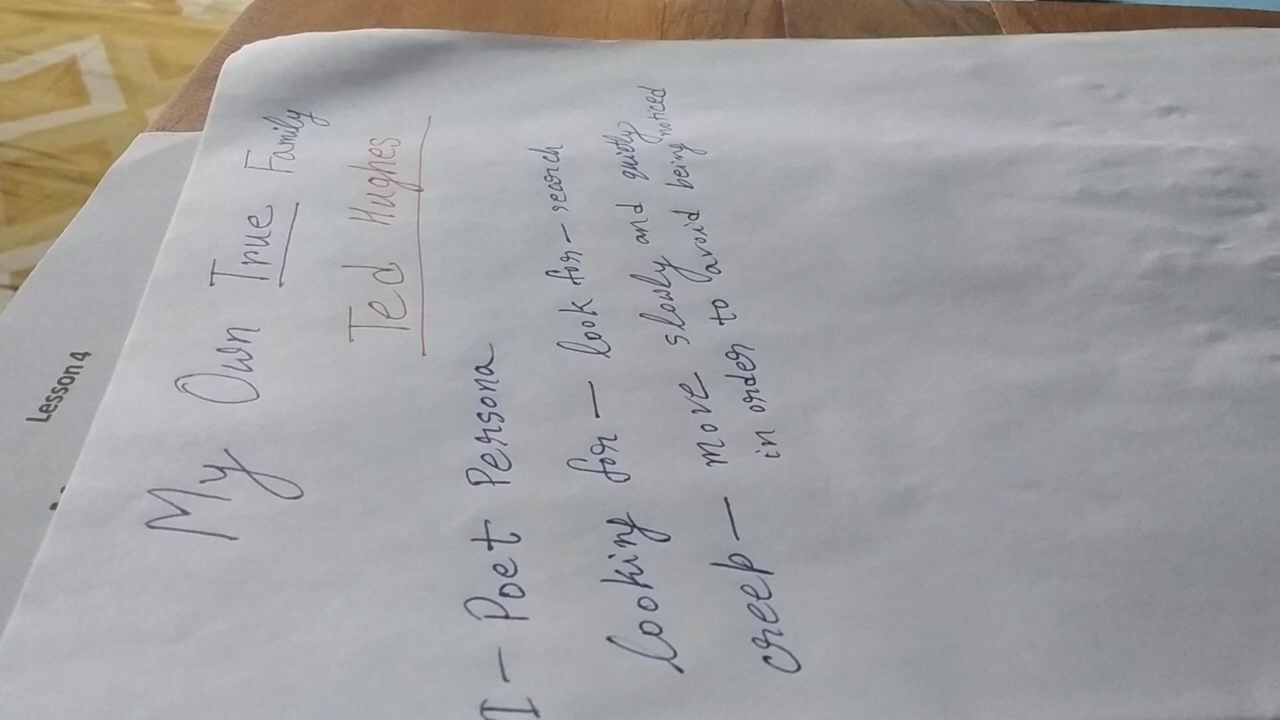 Lesson 4
My Own True Family
Ted Hughes
I - Poet Persona
looking for - look for - search
creep - move slowly and quietly
in order to avoid being noticed